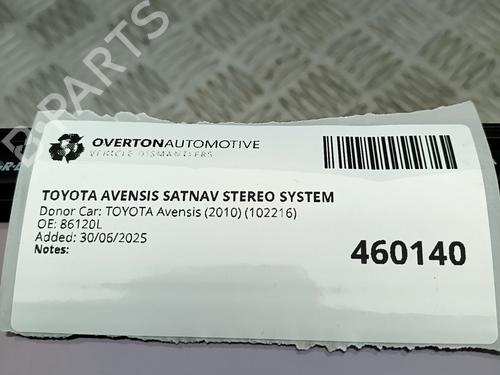 OVERTONAUTOMOTIVE
VEHICLE DISMANTLERS
TOYOTA AVENSIS SATNAV STEREO SYSTEM
Donor Car: TOYOTA Avensis (2010) (102216)
OE: 86120L
Added: 30/06/2025
Notes:
460140
B-PARTS